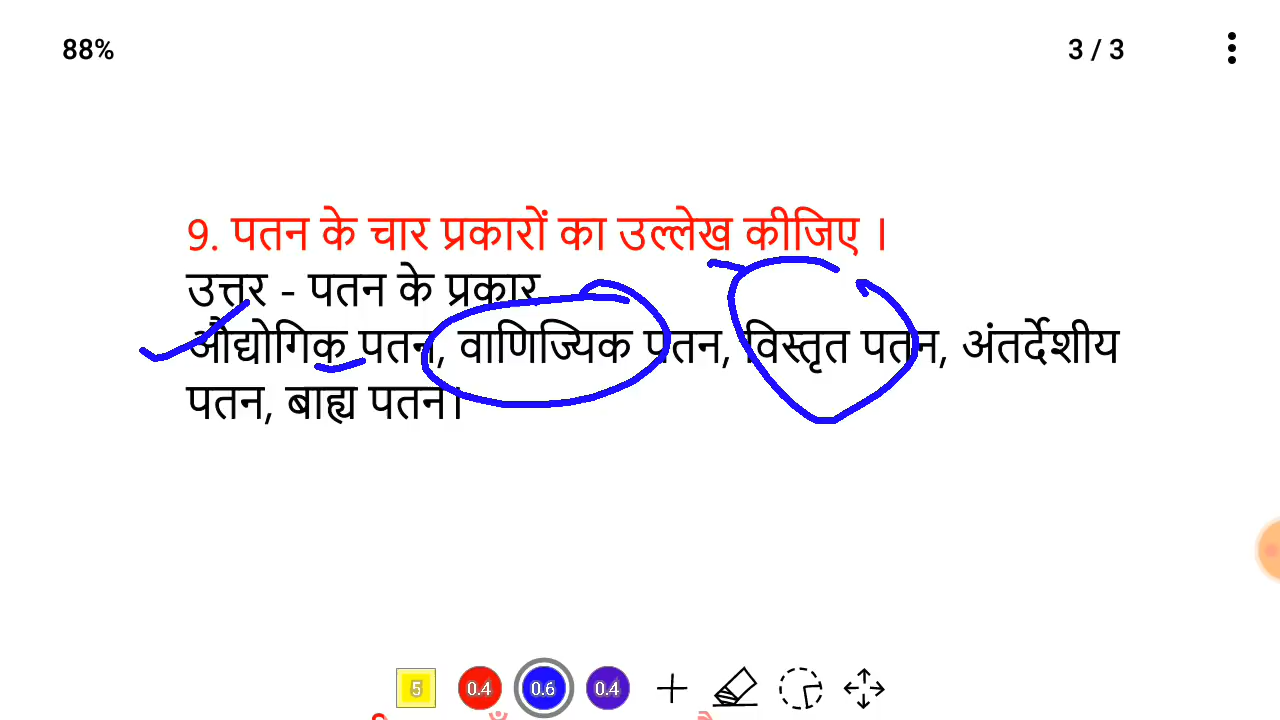 88%
3 / 3
9. पतन के चार प्रकारों का उल्लेख कीजिए ।
उत्तर - पतन के प्रकार
औद्योगिक पतन, वाणिज्यिक पतन, विस्तृत पतन, अंतर्देशीय
पतन, बाह्य पतन।
5 0.4 0.6 0.4